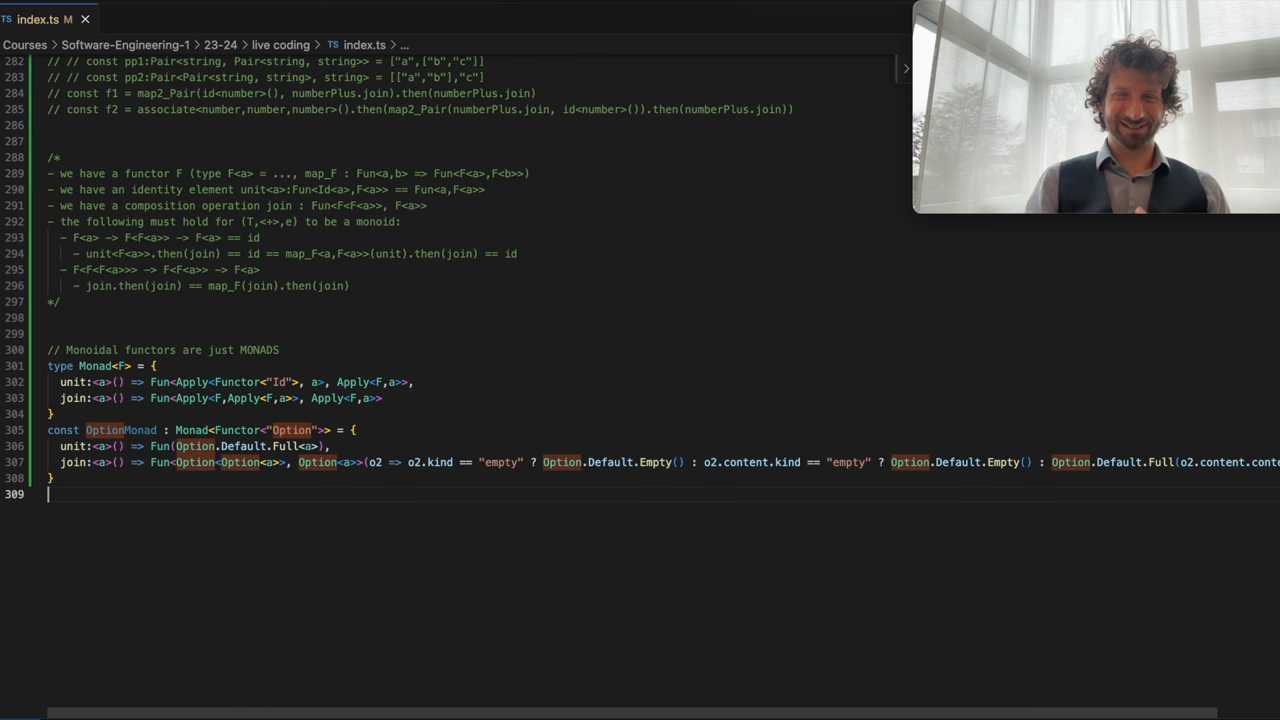 TS index.ts M ×
Courses > Software-Engineering-1 > 23-24 > live coding > TS index.ts > ...
282 // // const pp1:Pair<string, Pair<string, string>> = ["a",["b","c"]]
283 // // const pp2:Pair<Pair<string, string>, string> = [["a","b"],"c"]
284 // const f1 = map2_Pair(id<number>(), numberPlus.join).then(numberPlus.join)
285 // const f2 = associate<number,number,number>().then(map2_Pair(numberPlus.join, id<number>()).then(numberPlus.join))
286
287
288 /*
289 - we have a functor F (type F<a> = ..., map_F : Fun<a,b> => Fun<F<a>,F<b>>)
290 - we have an identity element unit<a>:Fun<Id<a>,F<a>> == Fun<a,F<a>>
291 - we have a composition operation join : Fun<F<F<a>>, F<a>>
292 - the following must hold for (T,<+>,e) to be a monoid:
293 - F<a> -> F<F<a>> -> F<a> == id
294 - unit<F<a>>.then(join) == id == map_F<a,F<a>>(unit).then(join) == id
295 - F<F<F<a>>> -> F<F<a>> -> F<a>
296 - join.then(join) == map_F(join).then(join)
297 */
298
299
300 // Monoidal functors are just MONADS
301 type Monad<F> = {
302 unit:<a>() => Fun<Apply<Functor<"Id">, a>, Apply<F,a>>,
303 join:<a>() => Fun<Apply<F,Apply<F,a>>, Apply<F,a>>
304 }
305 const OptionMonad : Monad<Functor<"Option">> = {
306 unit:<a>() => Fun(Option.Default.Full<a>),
307 join:<a>() => Fun<Option<Option<a>>, Option<a>>(o2 => o2.kind == "empty" ? Option.Default.Empty() : o2.content.kind == "empty" ? Option.Default.Empty() : Option.Default.Full(o2.content.conte
308 }
309